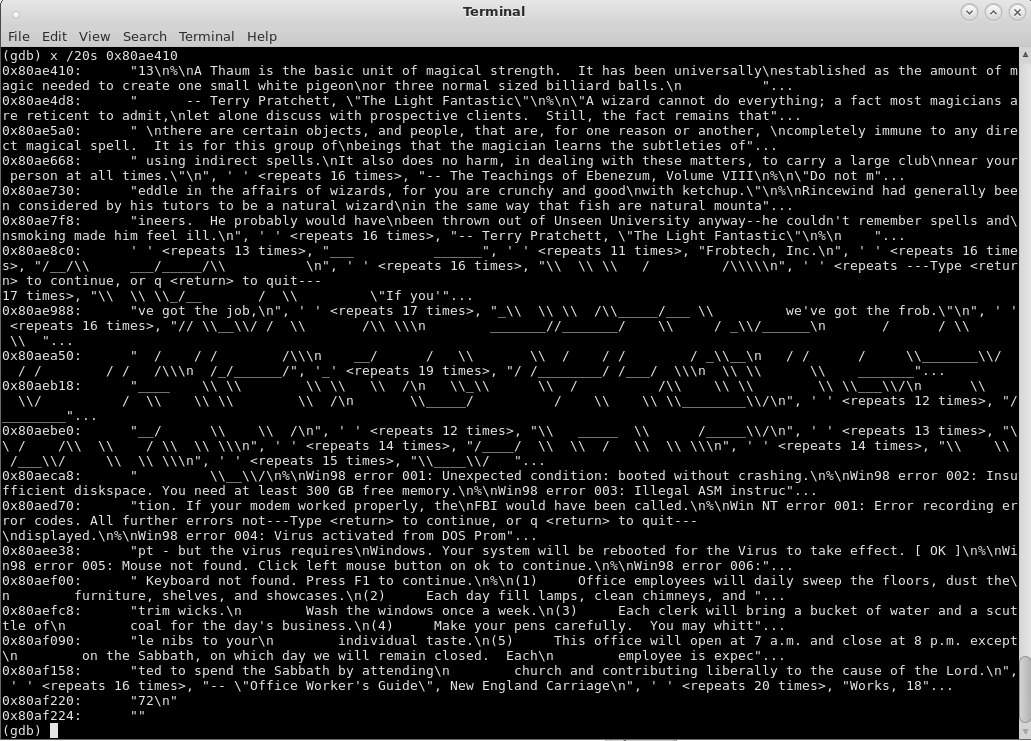 Terminal
File Edit View Search Terminal Help
(gdb) x /20s 0x80ae410
0x80ae410:      "13\n%\nA Thaum is the basic unit of magical strength.  It has been universally\nestablished as the amount of m
agic needed to create one small white pigeon\nor three normal sized billiard balls.\n          "...
0x80ae4d8:      "      -- Terry Pratchett, \"The Light Fantastic\"\n%\n\"A wizard cannot do everything; a fact most magicians a
re reticent to admit,\nlet alone discuss with prospective clients.  Still, the fact remains that"...
0x80ae5a0:      " \nthere are certain objects, and people, that are, for one reason or another, \ncompletely immune to any dire
ct magical spell.  It is for this group of\nbeings that the magician learns the subtleties of"...
0x80ae668:      " using indirect spells.\nIt also does no harm, in dealing with these matters, to carry a large club\nnear your
 person at all times.\"\n", ' ' <repeats 16 times>, "-- The Teachings of Ebenezum, Volume VIII\n%\n\"Do not m"...
0x80ae730:      "eddle in the affairs of wizards, for you are crunchy and good\nwith ketchup.\"\n%\nRincewind had generally bee
n considered by his tutors to be a natural wizard\nin the same way that fish are natural mounta"...
0x80ae7f8:      "ineers.  He probably would have\nbeen thrown out of Unseen University anyway--he couldn't remember spells and\
nsmoking made him feel ill.\n", ' ' <repeats 16 times>, "-- Terry Pratchett, \"The Light Fantastic\"\n%\n    "...
0x80ae8c0:      ' ' <repeats 13 times>, "___          ______", ' ' <repeats 11 times>, "Frobtech, Inc.\n", ' ' <repeats 16 time
s>, "/__/\\     ___/_____/\\          \n", ' ' <repeats 16 times>, "\\  \\ \\   /         /\\\\\n", ' ' <repeats ---Type <retur
n> to continue, or q <return> to quit---
17 times>, "\\  \\ \\_/__       /  \\         \"If you'"...
0x80ae988:      "ve got the job,\n", ' ' <repeats 17 times>, "_\\  \\ \\  /\\_____/___ \\         we've got the frob.\"\n", ' '
 <repeats 16 times>, "// \\__\\/ /  \\       /\\ \\\n        _______//_______/    \\     / _\\/______\n       /      / \\
 \\  "...
0x80aea50:      "  /    / /        /\\\n    __/      /   _\\       \\  /    / /        / _\\__\n   / /      /     \\_______\\/
  / /        / /   /\\\n  /_/______/", '_' <repeats 19 times>, "/ /________/ /___/  \\\n  \\ \\      \\    _______"...
0x80aeb18:      "____    \\ \\        \\ \\   \\  /\n   \\_\\      \\  /          /\\    \\ \\        \\ \\___\\/\n      \\
  \\/          /  \\    \\ \\        \\  /\n       \\_____/          /    \\    \\ \\________\\/\n", ' ' <repeats 12 times>, "/
________"...
0x80aebe0:      "__/      \\    \\  /\n", ' ' <repeats 12 times>, "\\   _____  \\      /_____\\/\n", ' ' <repeats 13 times>, "\
\ /    /\\  \\    / \\  \\ \\\n", ' ' <repeats 14 times>, "/____/  \\  \\  /   \\  \\ \\\n", ' ' <repeats 14 times>, "\\    \\
 /___\\/     \\  \\ \\\n", ' ' <repeats 15 times>, "\\____\\/   "...
0x80aeca8:      "         \\__\\/\n%\nWin98 error 001: Unexpected condition: booted without crashing.\n%\nWin98 error 002: Insu
fficient diskspace. You need at least 300 GB free memory.\n%\nWin98 error 003: Illegal ASM instruc"...
0x80aed70:      "tion. If your modem worked properly, the\nFBI would have been called.\n%\nWin NT error 001: Error recording er
ror codes. All further errors not---Type <return> to continue, or q <return> to quit---
\ndisplayed.\n%\nWin98 error 004: Virus activated from DOS Prom"...
0x80aee38:      "pt - but the virus requires\nWindows. Your system will be rebooted for the Virus to take effect. [ OK ]\n%\nWi
n98 error 005: Mouse not found. Click left mouse button on ok to continue.\n%\nWin98 error 006:"...
0x80aef00:      " Keyboard not found. Press F1 to continue.\n%\n(1)     Office employees will daily sweep the floors, dust the\
n        furniture, shelves, and showcases.\n(2)     Each day fill lamps, clean chimneys, and "...
0x80aefc8:      "trim wicks.\n        Wash the windows once a week.\n(3)     Each clerk will bring a bucket of water and a scut
tle of\n        coal for the day's business.\n(4)     Make your pens carefully.  You may whitt"...
0x80af090:      "le nibs to your\n        individual taste.\n(5)     This office will open at 7 a.m. and close at 8 p.m. except
\n        on the Sabbath, on which day we will remain closed.  Each\n        employee is expec"...
0x80af158:      "ted to spend the Sabbath by attending\n        church and contributing liberally to the cause of the Lord.\n",
 ' ' <repeats 16 times>, "-- \"Office Worker's Guide\", New England Carriage\n", ' ' <repeats 20 times>, "Works, 18"...
0x80af220:      "72\n"
0x80af224:      ""
(gdb)